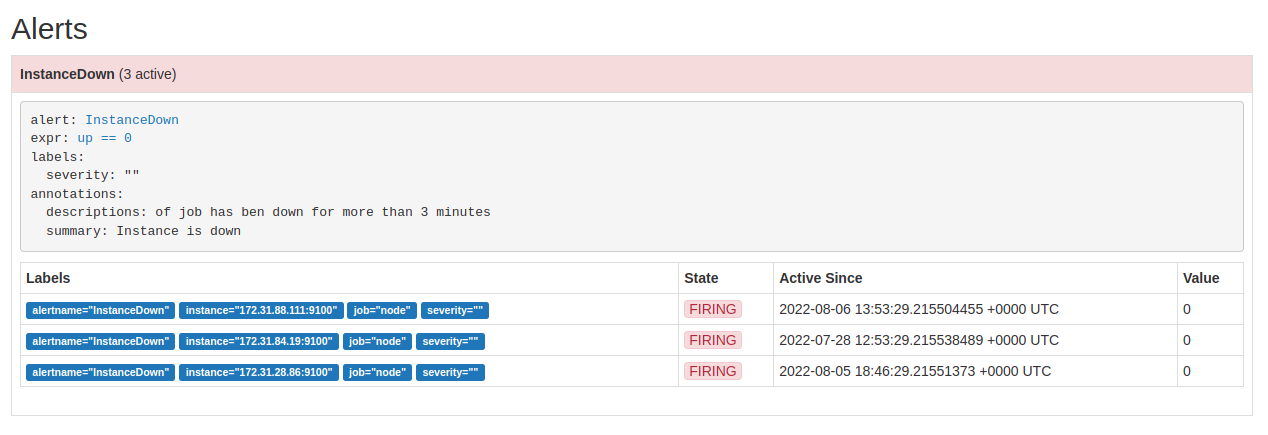 Alerts
InstanceDown (3 active)
alert: InstanceDown
expr: up == 0
labels:
  severity: ""
annotations:
  descriptions: of job has ben down for more than 3 minutes
  summary: Instance is down
Labels State Active Since Value
alertname="InstanceDown" instance="172.31.88.111:9100" job="node" severity="" FIRING 2022-08-06 13:53:29.215504455 +0000 UTC 0
alertname="InstanceDown" instance="172.31.84.19:9100" job="node" severity="" FIRING 2022-07-28 12:53:29.215538489 +0000 UTC 0
alertname="InstanceDown" instance="172.31.28.86:9100" job="node" severity="" FIRING 2022-08-05 18:46:29.21551373 +0000 UTC 0